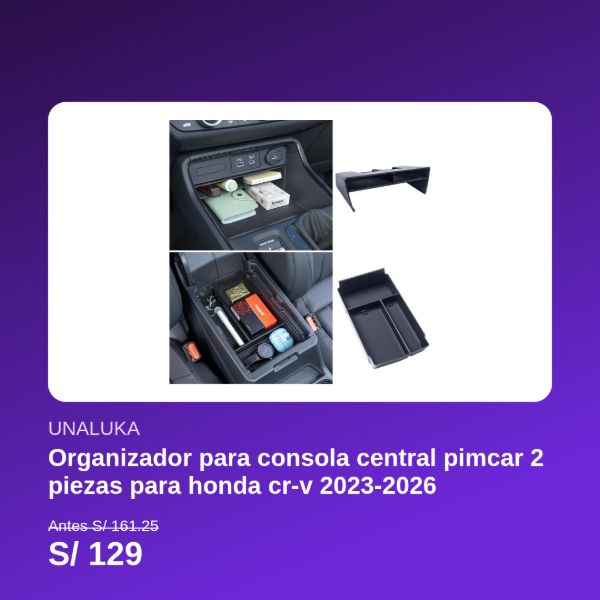 UNALUKA
Organizador para consola central pimcar 2
piezas para honda cr-v 2023-2026
Antes S/ 161.25
S/ 129